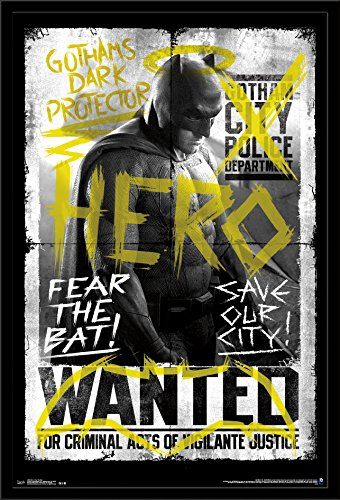 GOTHAMS
DARK
PROTECTOR
GOTHAM
CITY
POLICE
DEPARTMENT
HERO
FEAR
THE
BAT!
SAVE
OUR
CITY!
WANTED
FOR CRIMINAL ACTS OF VIGILANTE JUSTICE